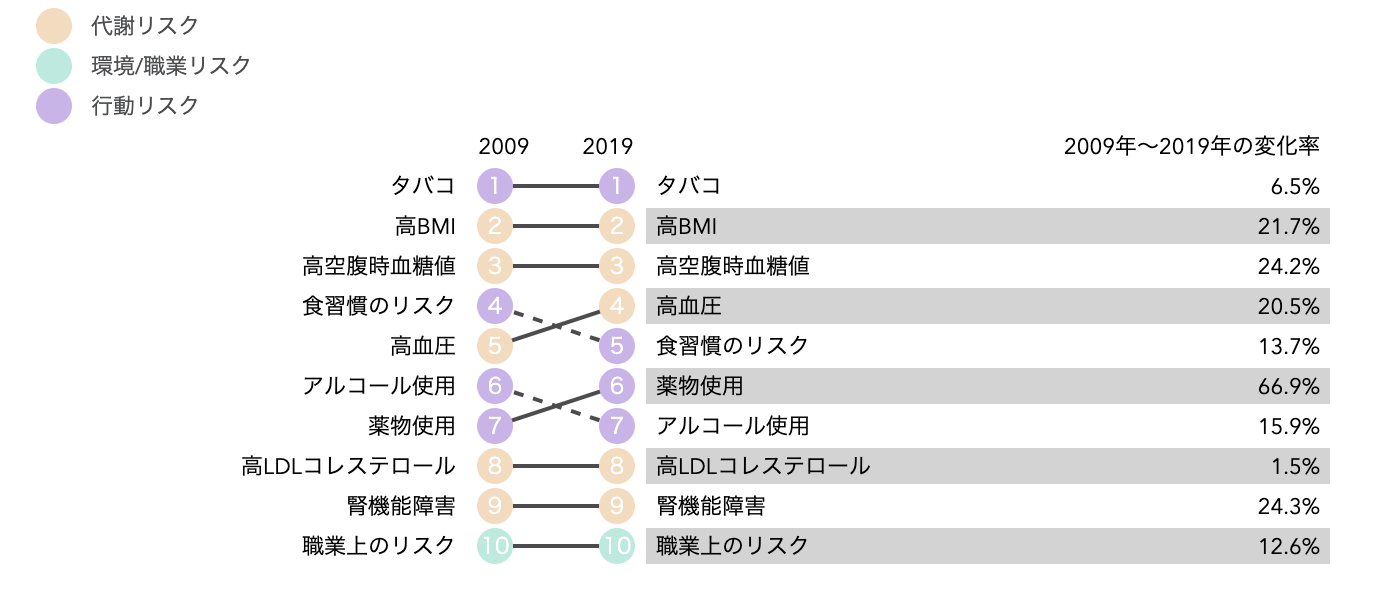 代謝リスク
環境/職業リスク
行動リスク
2009 2019 2009年〜2019年の変化率
タバコ 1 1 タバコ 6.5%
高BMI 2 2 高BMI 21.7%
高空腹時血糖値 3 3 高空腹時血糖値 24.2%
食習慣のリスク 4 4 高血圧 20.5%
高血圧 5 5 食習慣のリスク 13.7%
アルコール使用 6 6 薬物使用 66.9%
薬物使用 7 7 アルコール使用 15.9%
高LDLコレステロール 8 8 高LDLコレステロール 1.5%
腎機能障害 9 9 腎機能障害 24.3%
職業上のリスク 10 10 職業上のリスク 12.6%